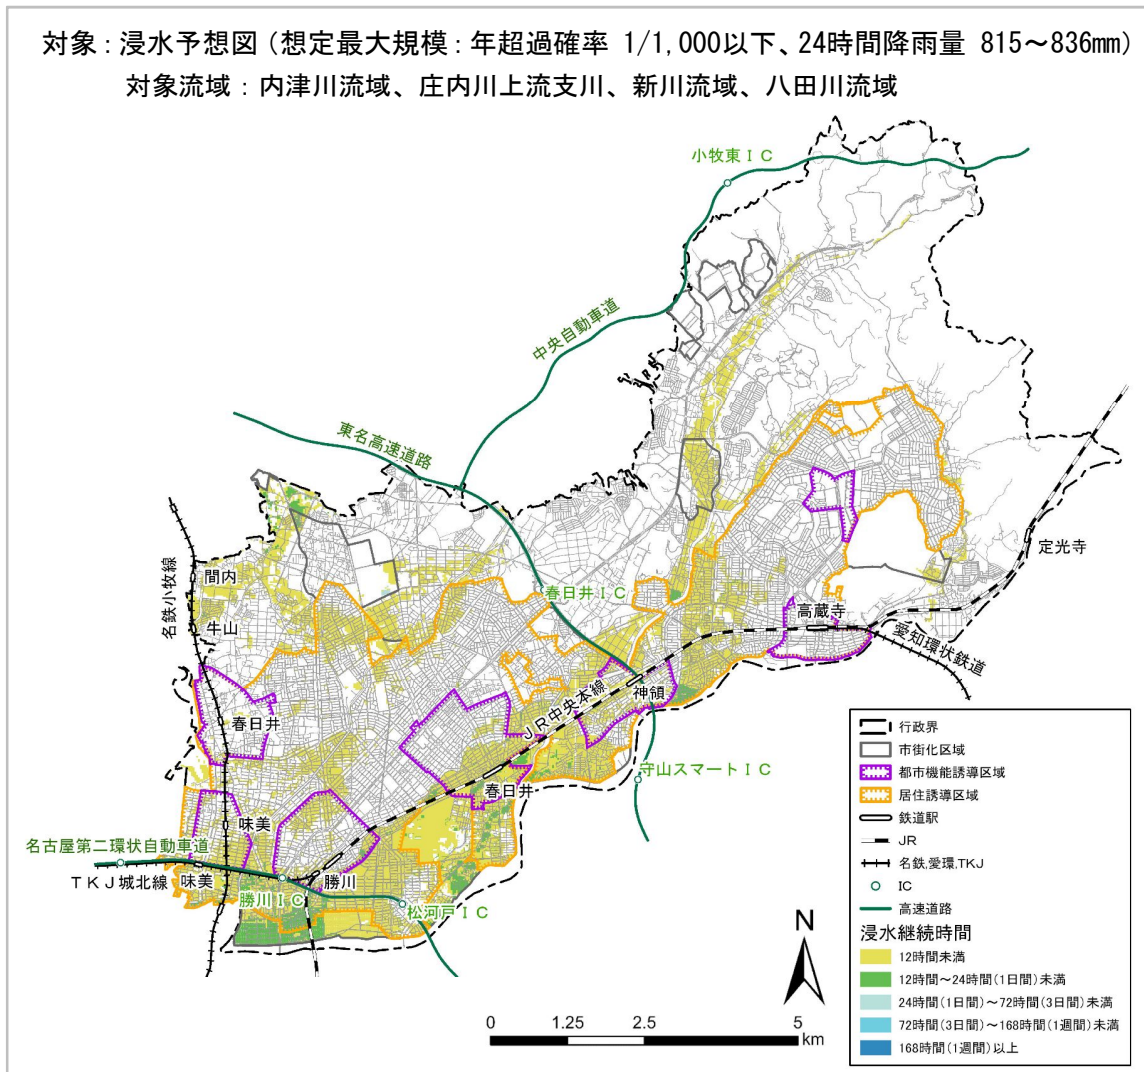 対象：浸水予想図（想定最大規模：年超過確率 1/1,000以下、24時間降雨量 815～836mm）
対象流域：内津川流域、庄内川上流支川、新川流域、八田川流域
小牧東ＩＣ
中央自動車道
東名高速道路
定光寺
名鉄小牧線
間内
春日井ＩＣ
高蔵寺
牛山
愛知環状鉄道
神領
ＪＲ中央本線
春日井
守山スマートＩＣ
春日井
味美
名古屋第二環状自動車道
ＴＫＪ城北線
味美
勝川
勝川ＩＣ
松河戸ＩＣ
行政界
市街化区域
都市機能誘導区域
居住誘導区域
鉄道駅
JR
名鉄,愛環,TKJ
IC
高速道路
浸水継続時間
12時間未満
12時間～24時間(1日間)未満
24時間(1日間)～72時間(3日間)未満
72時間(3日間)～168時間(1週間)未満
168時間(1週間)以上
N
0 1.25 2.5 5
km